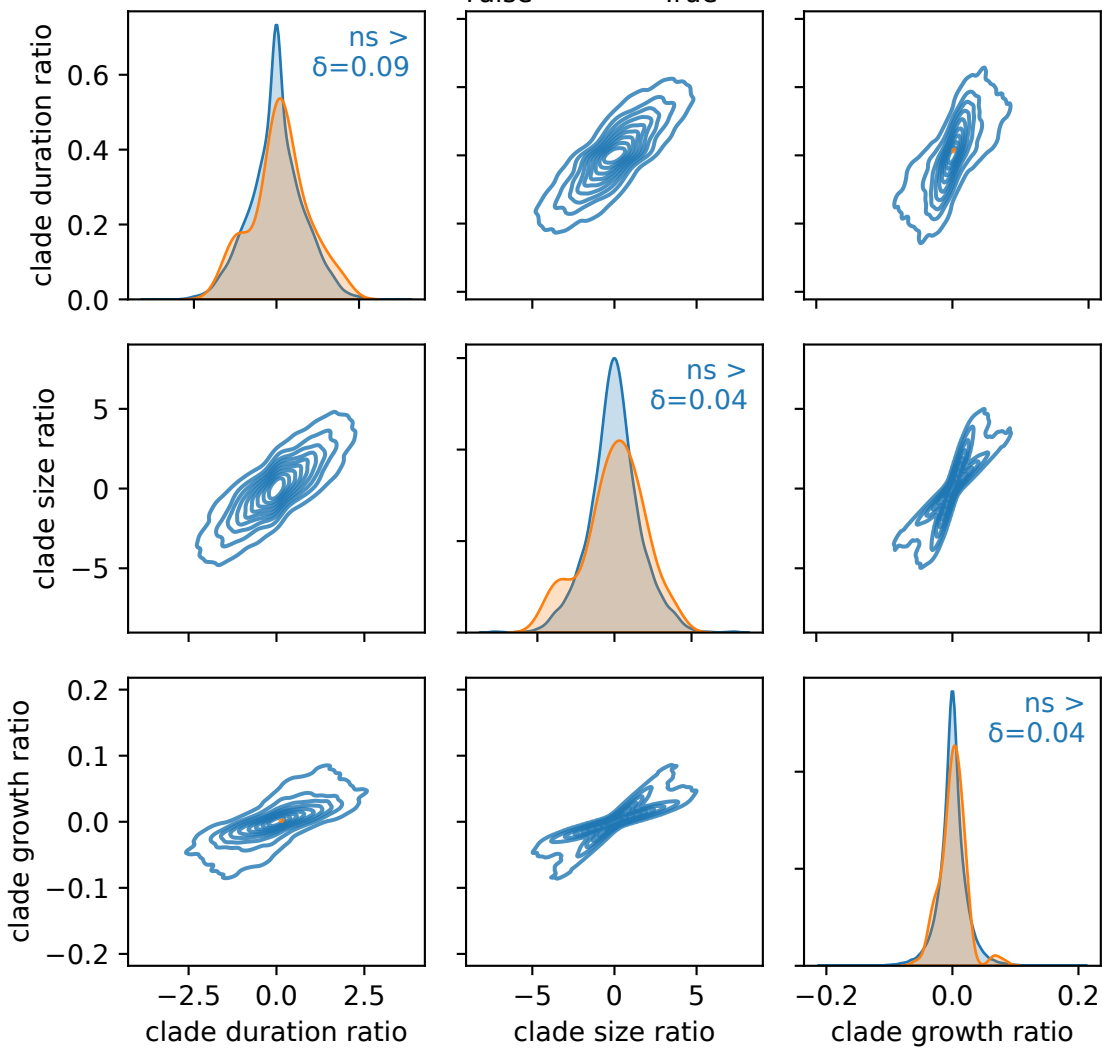 clade duration ratio
0.6
0.4
0.2
0.0
ns >
δ=0.09
clade size ratio
5
0
−5
ns >
δ=0.04
clade growth ratio
0.2
0.1
0.0
−0.1
−0.2
ns >
δ=0.04
−2.5 0.0 2.5
−5 0 5
−0.2 0.0 0.2
clade duration ratio
clade size ratio
clade growth ratio